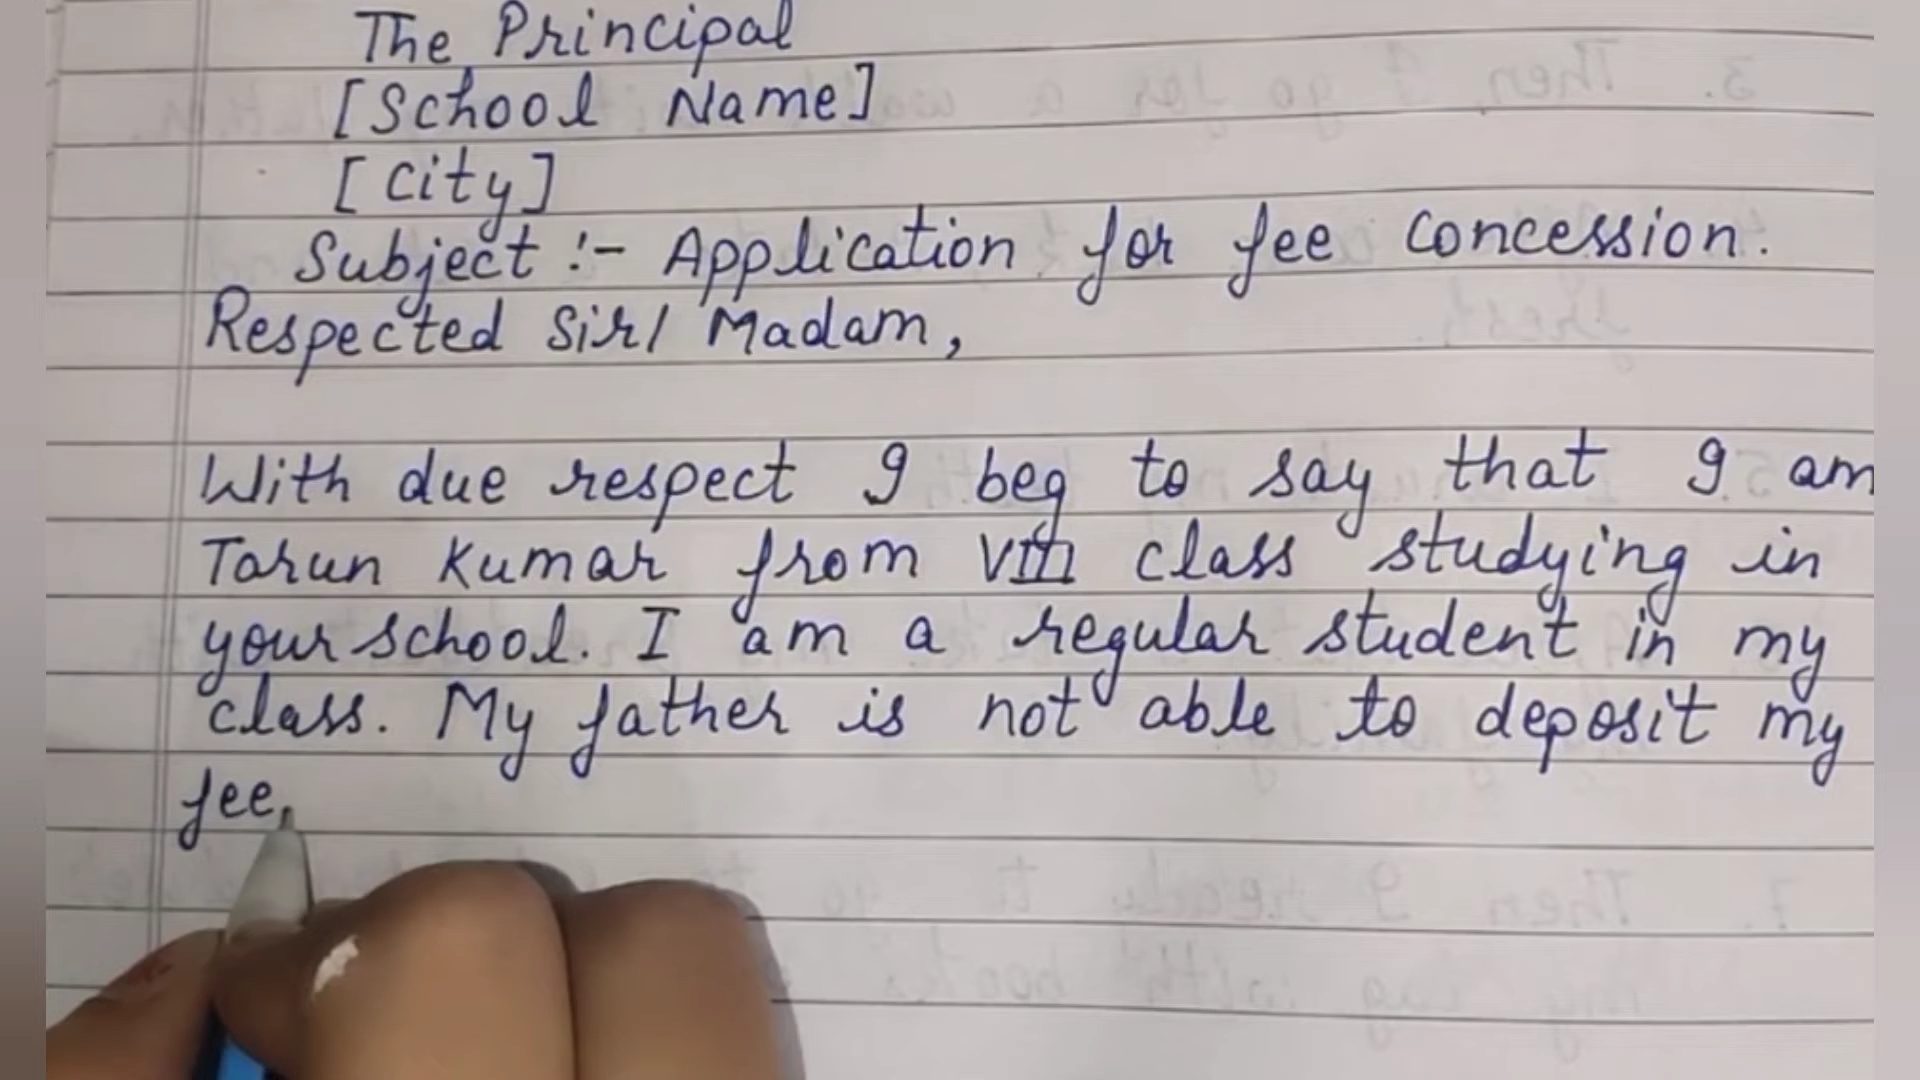 The Principal
[School Name]
[City]
Subject :- Application for fee concession.
Respected Sir/ Madam,
With due respect I beg to say that I am
Tarun Kumar from VIII class studying in
your school. I am a regular student in my
class. My father is not able to deposit my
fee.